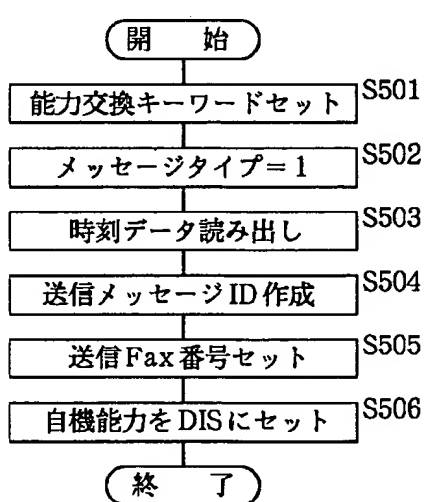 開　始
能力交換キーワードセット S501
メッセージタイプ＝1 S502
時刻データ読み出し S503
送信メッセージID作成 S504
送信Fax番号セット S505
自機能力をDISにセット S506
終　了